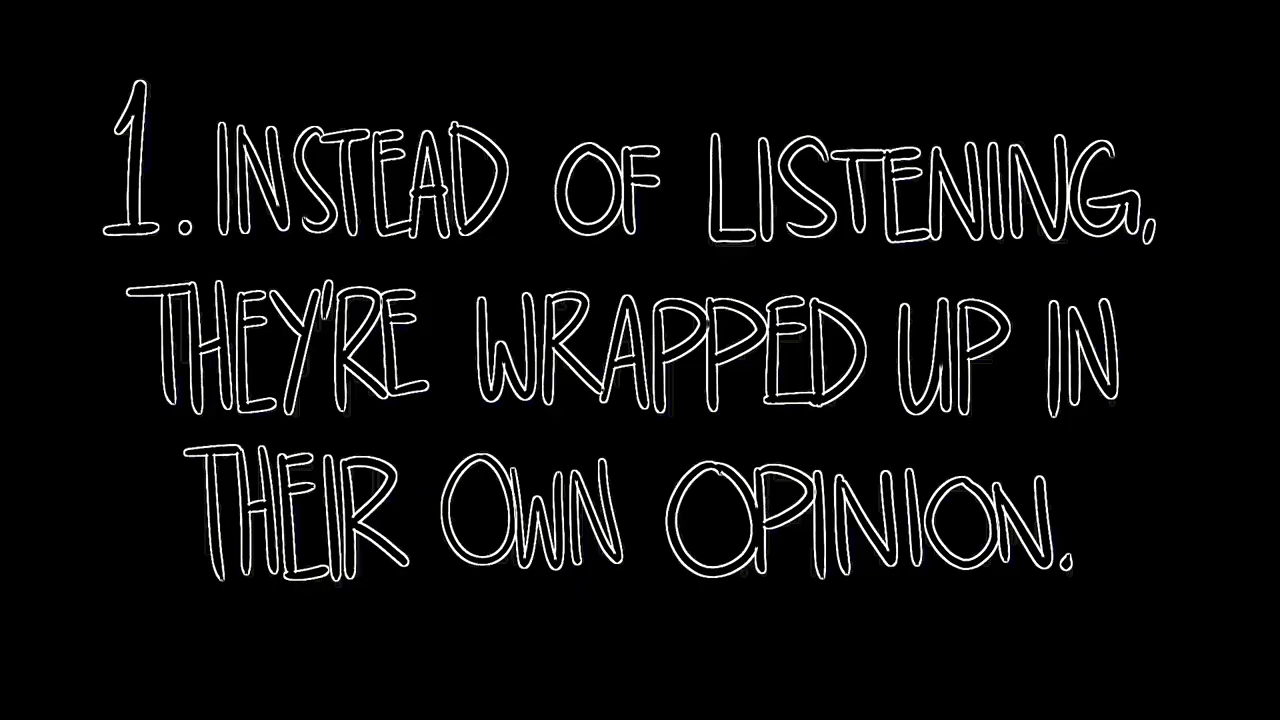 1. INSTEAD OF LISTENING,
THEY'RE WRAPPED UP IN
THEIR OWN OPINION.